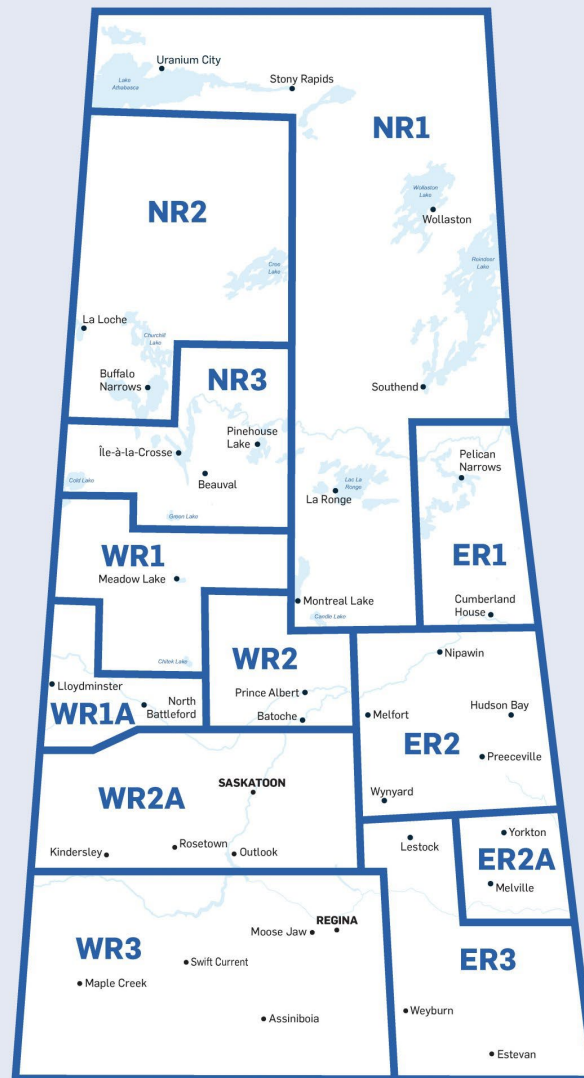 Uranium City
Lake
Athabasca
Stony Rapids
NR1
Wollaston
Lake
Wollaston
NR2
Cree
Lake
Reindeer
Lake
La Loche
Churchill
Lake
Buffalo
Narrows
NR3
Southend
Pinehouse
Lake
Île-à-la-Crosse
Beauval
Cold Lake
Green Lake
Lac La
Ronge
La Ronge
Pelican
Narrows
ER1
WR1
Meadow Lake
Montreal Lake
Candle Lake
Cumberland
House
Chitek Lake
WR2
Nipawin
Lloydminster
WR1A
North
Battleford
Prince Albert
Batoche
Melfort
Hudson Bay
ER2
Preeceville
Wynyard
WR2A
SASKATOON
Kindersley
Rosetown
Outlook
Lestock
Yorkton
ER2A
Melville
WR3
Moose Jaw
REGINA
Swift Current
Maple Creek
Assiniboia
ER3
Weyburn
Estevan